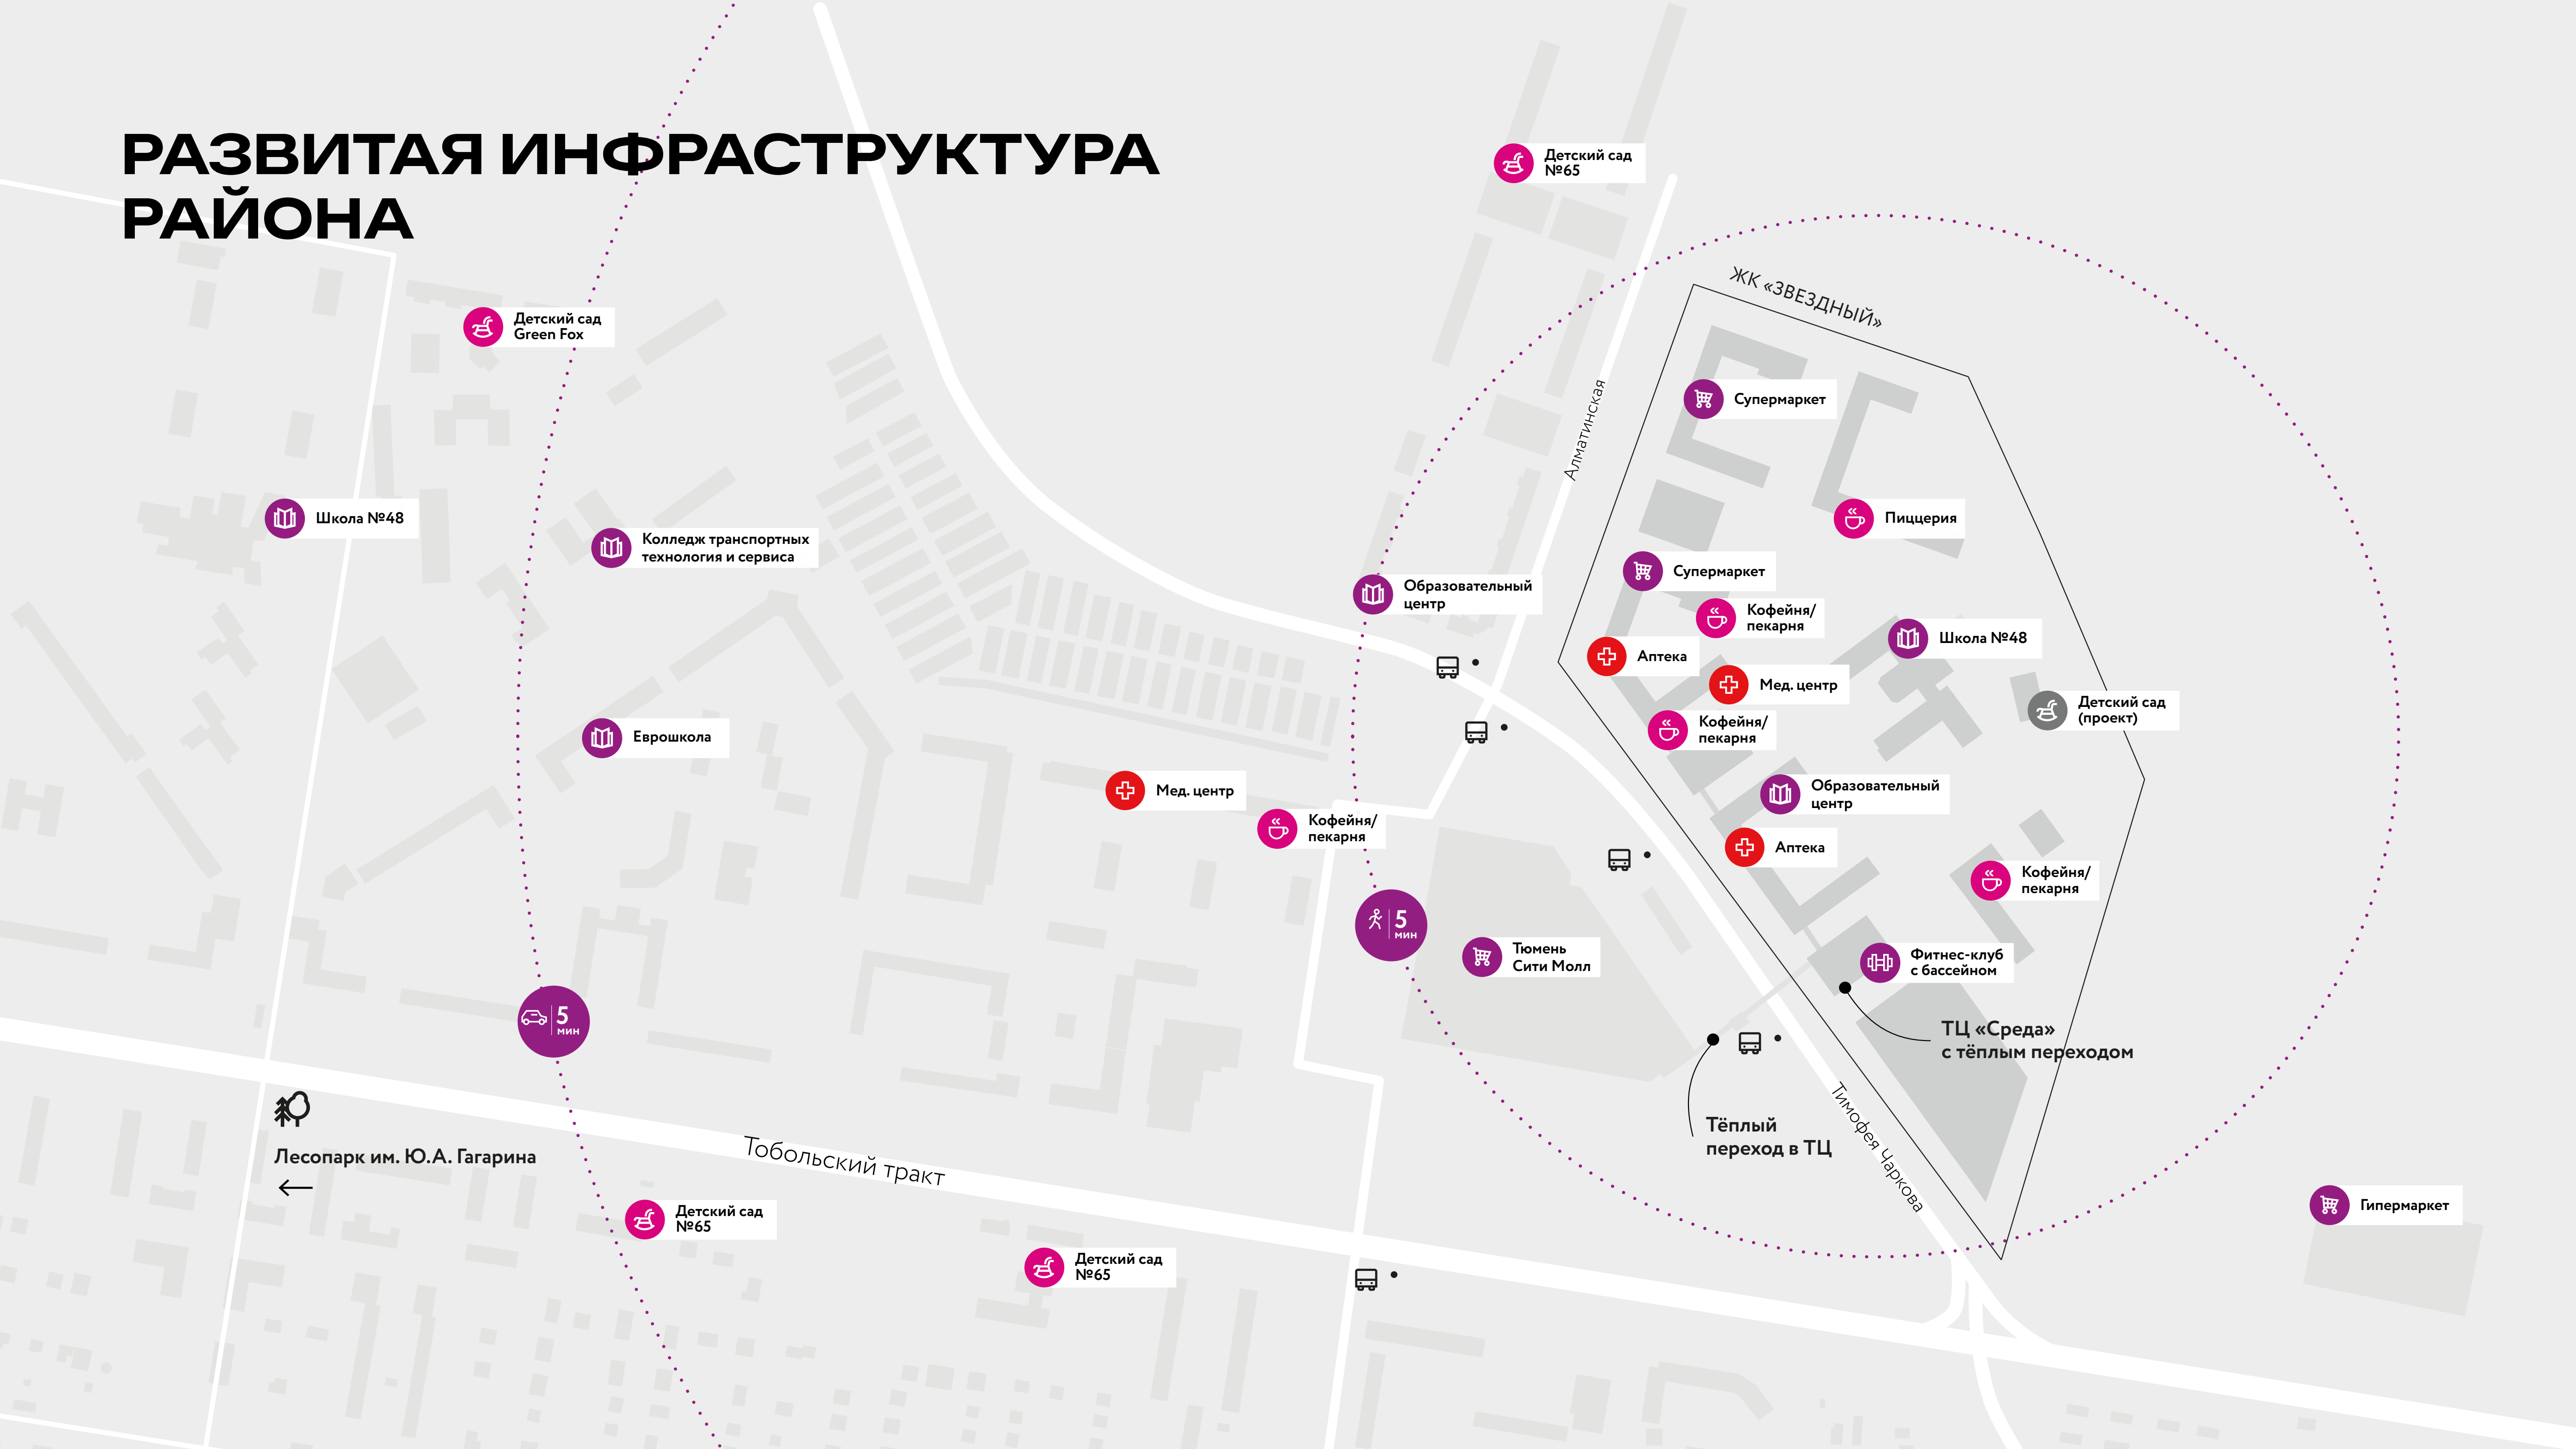 РАЗВИТАЯ ИНФРАСТРУКТУРА
РАЙОНА
Детский сад
№65
ЖК «ЗВЕЗДНЫЙ»
Детский сад
Green Fox
Алматинская
Супермаркет
Школа №48
Пиццерия
Колледж транспортных
технология и сервиса
Супермаркет
Образовательный
центр
Кофейня/
пекарня
Школа №48
Аптека
Мед. центр
Детский сад
(проект)
Кофейня/
пекарня
Еврошкола
Мед. центр
Образовательный
центр
Кофейня/
пекарня
Аптека
Кофейня/
пекарня
5
мин
Тюмень
Сити Молл
Фитнес-клуб
с бассейном
5
мин
ТЦ «Среда»
с тёплым переходом
Тёплый
переход в ТЦ
Тимофея Чаркова
Лесопарк им. Ю.А. Гагарина
Тобольский тракт
Детский сад
№65
Гипермаркет
Детский сад
№65